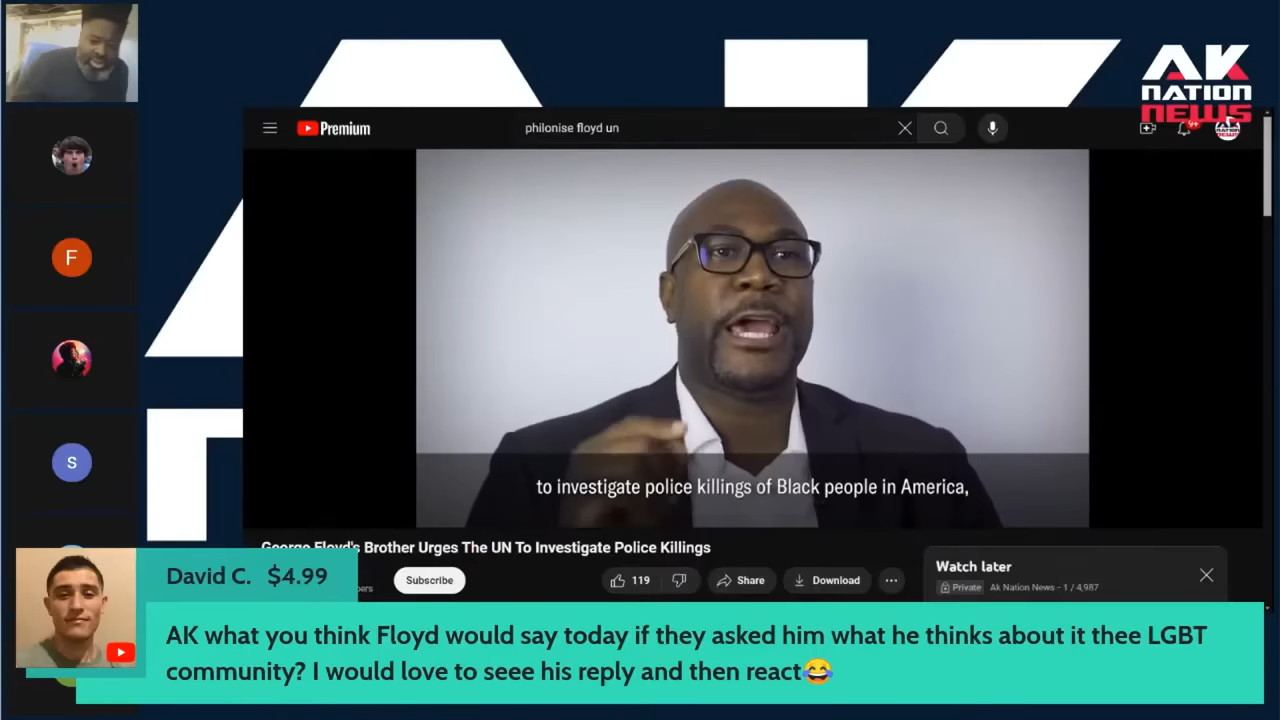 AK
NATION
NEWS
Premium
philonise floyd un
9+
F
S
to investigate police killings of Black people in America,
George Floyd's Brother Urges The UN To Investigate Police Killings
Subscribe
119
Share
Download
Watch later
Private
Ak Nation News - 1 / 4,987
David C. $4.99
AK what you think Floyd would say today if they asked him what he thinks about it thee LGBT
community? I would love to seee his reply and then react😂